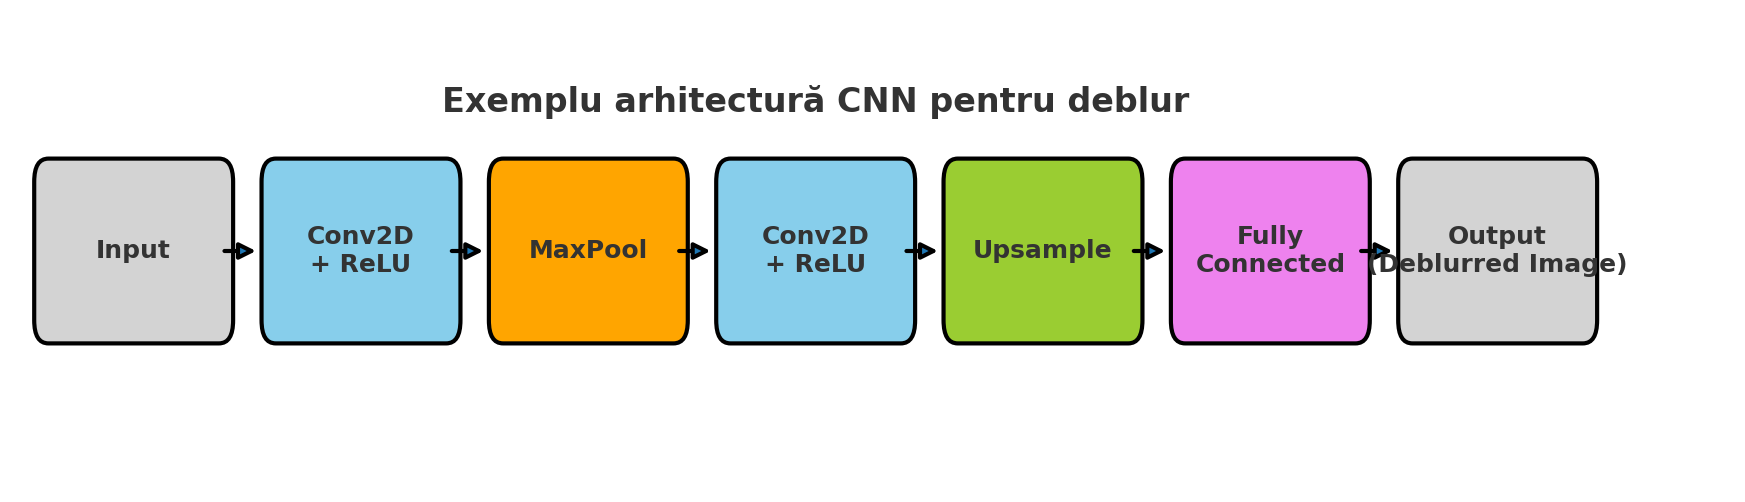 Exemplu arhitectură CNN pentru deblur
Input
Conv2D
+ ReLU
MaxPool
Conv2D
+ ReLU
Upsample
Fully
Connected
Output
(Deblurred Image)